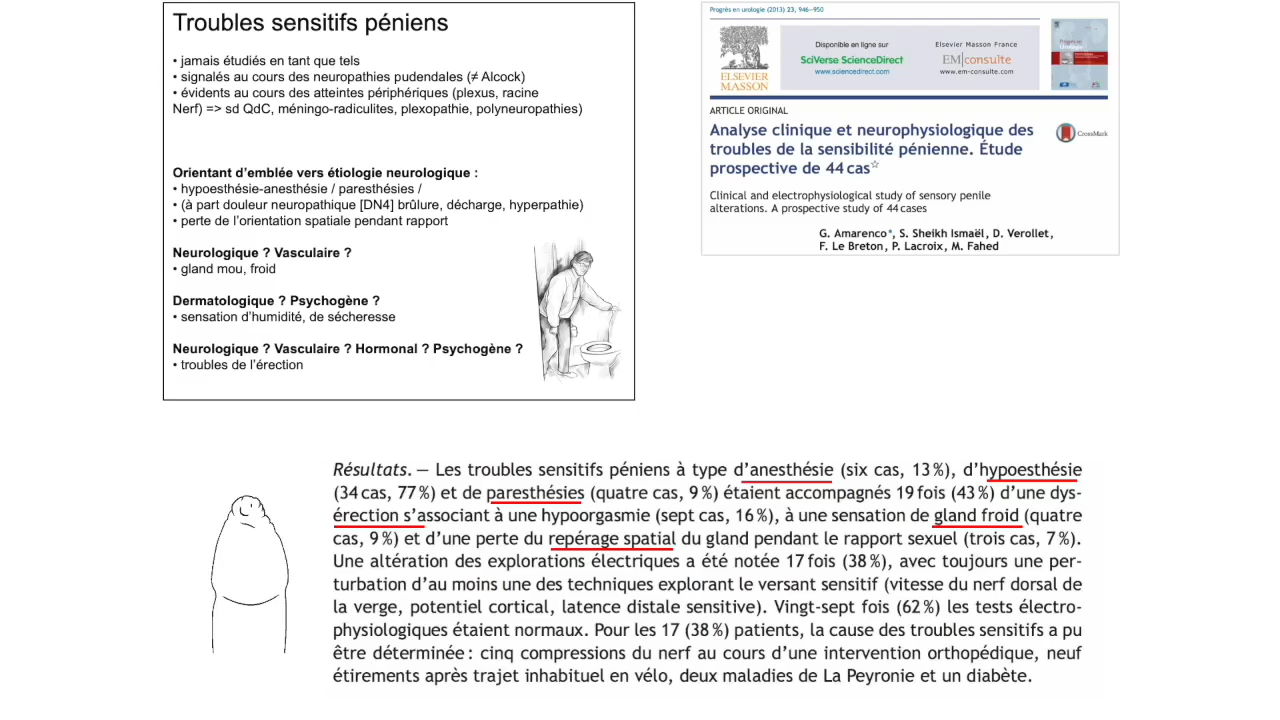 Troubles sensitifs péniens
• jamais étudiés en tant que tels
• signalés au cours des neuropathies pudendales (≠ Alcock)
• évidents au cours des atteintes périphériques (plexus, racine
Nerf) => sd QdC, méningo-radiculites, plexopathie, polyneuropathies)
Orientant d’emblée vers étiologie neurologique :
• hypoesthésie-anesthésie / paresthésies /
• (à part douleur neuropathique [DN4] brûlure, décharge, hyperpathie)
• perte de l’orientation spatiale pendant rapport
Neurologique ? Vasculaire ?
• gland mou, froid
Dermatologique ? Psychogène ?
• sensation d’humidité, de sécheresse
Neurologique ? Vasculaire ? Hormonal ? Psychogène ?
• troubles de l’érection
Progrès en urologie (2013) 23, 946–950
Disponible en ligne sur
SciVerse ScienceDirect
www.sciencedirect.com
Elsevier Masson France
EM|consulte
www.em-consulte.com
ELSEVIER
MASSON
ARTICLE ORIGINAL
Analyse clinique et neurophysiologique des
troubles de la sensibilité pénienne. Étude
prospective de 44 cas☆
CrossMark
Clinical and electrophysiological study of sensory penile
alterations. A prospective study of 44 cases
G. Amarenco*, S. Sheikh Ismaël, D. Verollet,
F. Le Breton, P. Lacroix, M. Fahed
Résultats. — Les troubles sensitifs péniens à type d’anesthésie (six cas, 13 %), d’hypoesthésie
(34 cas, 77 %) et de paresthésies (quatre cas, 9 %) étaient accompagnés 19 fois (43 %) d’une dys-
érection s’associant à une hypoorgasmie (sept cas, 16 %), à une sensation de gland froid (quatre
cas, 9 %) et d’une perte du repérage spatial du gland pendant le rapport sexuel (trois cas, 7 %).
Une altération des explorations électriques a été notée 17 fois (38 %), avec toujours une per-
turbation d’au moins une des techniques explorant le versant sensitif (vitesse du nerf dorsal de
la verge, potentiel cortical, latence distale sensitive). Vingt-sept fois (62 %) les tests électro-
physiologiques étaient normaux. Pour les 17 (38 %) patients, la cause des troubles sensitifs a pu
être déterminée : cinq compressions du nerf au cours d’une intervention orthopédique, neuf
étirements après trajet inhabituel en vélo, deux maladies de La Peyronie et un diabète.